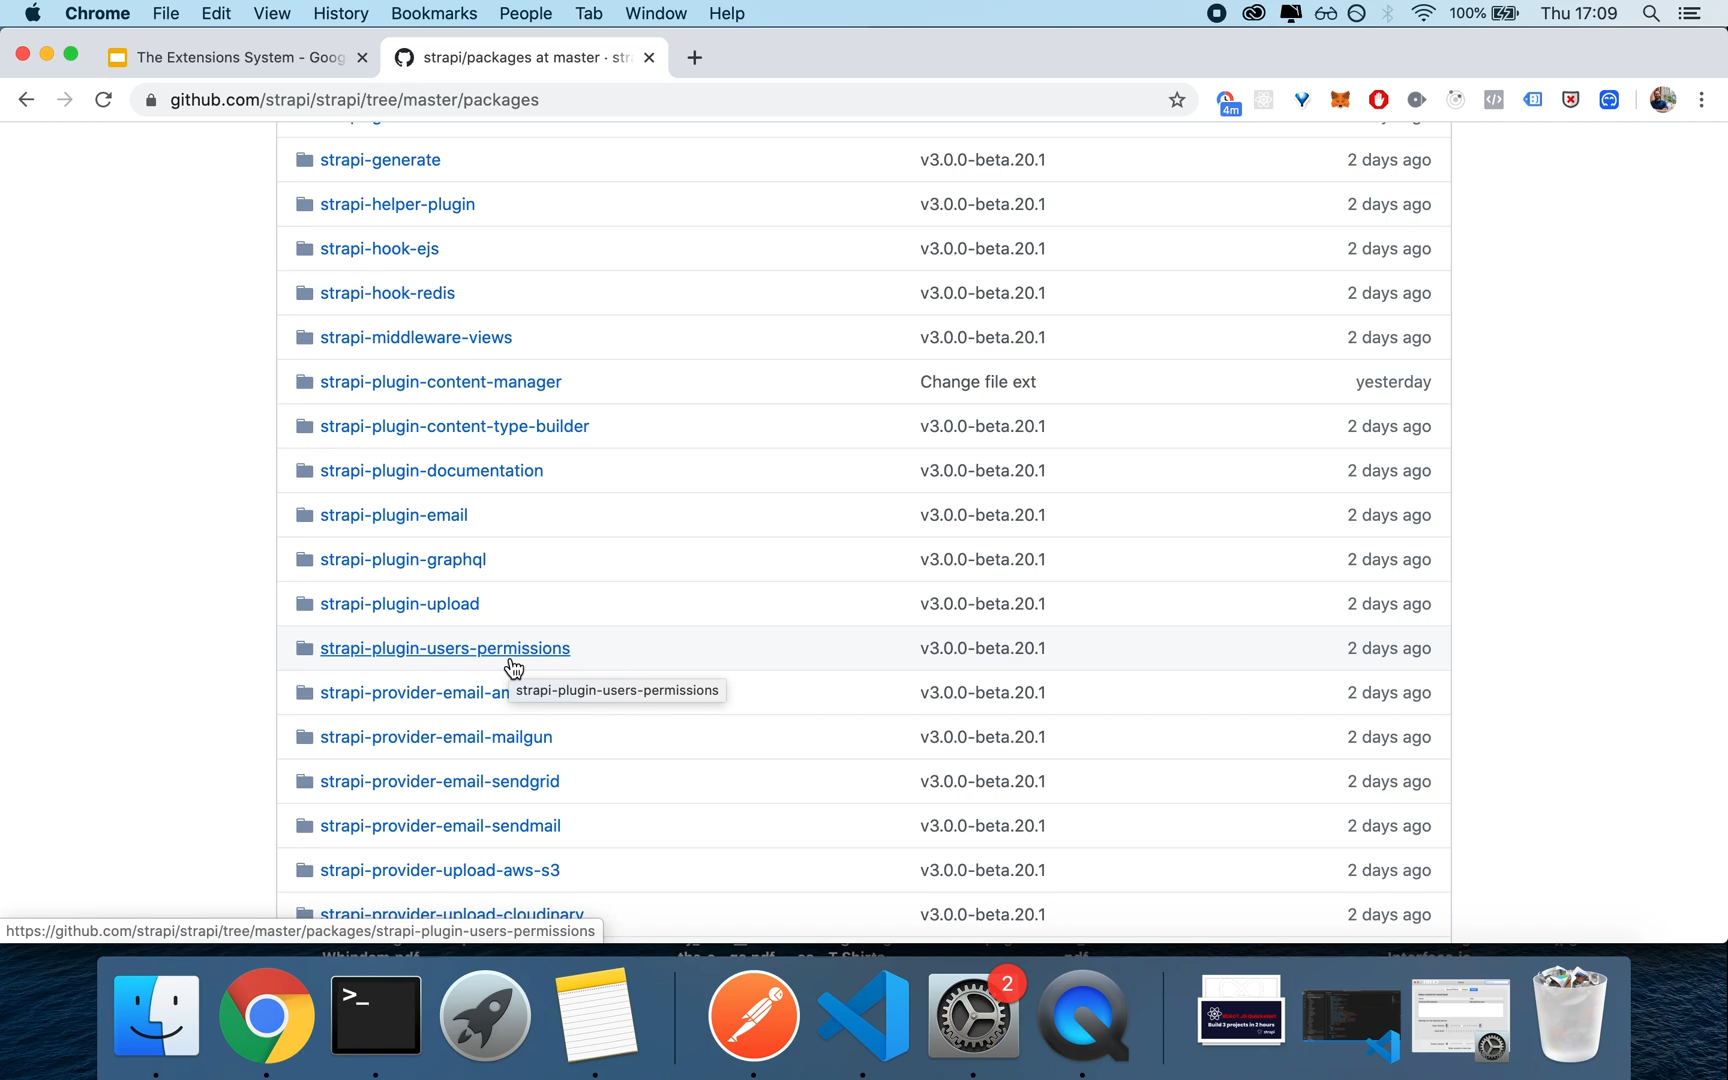 Chrome File Edit View History Bookmarks People Tab Window Help 100% Thu 17:09
The Extensions System - Goog strapi/packages at master · str
github.com/strapi/strapi/tree/master/packages 4m
strapi-generate v3.0.0-beta.20.1 2 days ago
strapi-helper-plugin v3.0.0-beta.20.1 2 days ago
strapi-hook-ejs v3.0.0-beta.20.1 2 days ago
strapi-hook-redis v3.0.0-beta.20.1 2 days ago
strapi-middleware-views v3.0.0-beta.20.1 2 days ago
strapi-plugin-content-manager Change file ext yesterday
strapi-plugin-content-type-builder v3.0.0-beta.20.1 2 days ago
strapi-plugin-documentation v3.0.0-beta.20.1 2 days ago
strapi-plugin-email v3.0.0-beta.20.1 2 days ago
strapi-plugin-graphql v3.0.0-beta.20.1 2 days ago
strapi-plugin-upload v3.0.0-beta.20.1 2 days ago
strapi-plugin-users-permissions v3.0.0-beta.20.1 2 days ago
strapi-provider-email-am strapi-plugin-users-permissions v3.0.0-beta.20.1 2 days ago
strapi-provider-email-mailgun v3.0.0-beta.20.1 2 days ago
strapi-provider-email-sendgrid v3.0.0-beta.20.1 2 days ago
strapi-provider-email-sendmail v3.0.0-beta.20.1 2 days ago
strapi-provider-upload-aws-s3 v3.0.0-beta.20.1 2 days ago
strapi-provider-upload-cloudinary v3.0.0-beta.20.1 2 days ago
https://github.com/strapi/strapi/tree/master/packages/strapi-plugin-users-permissions
2
Build 3 projects in 2 hours
strapi